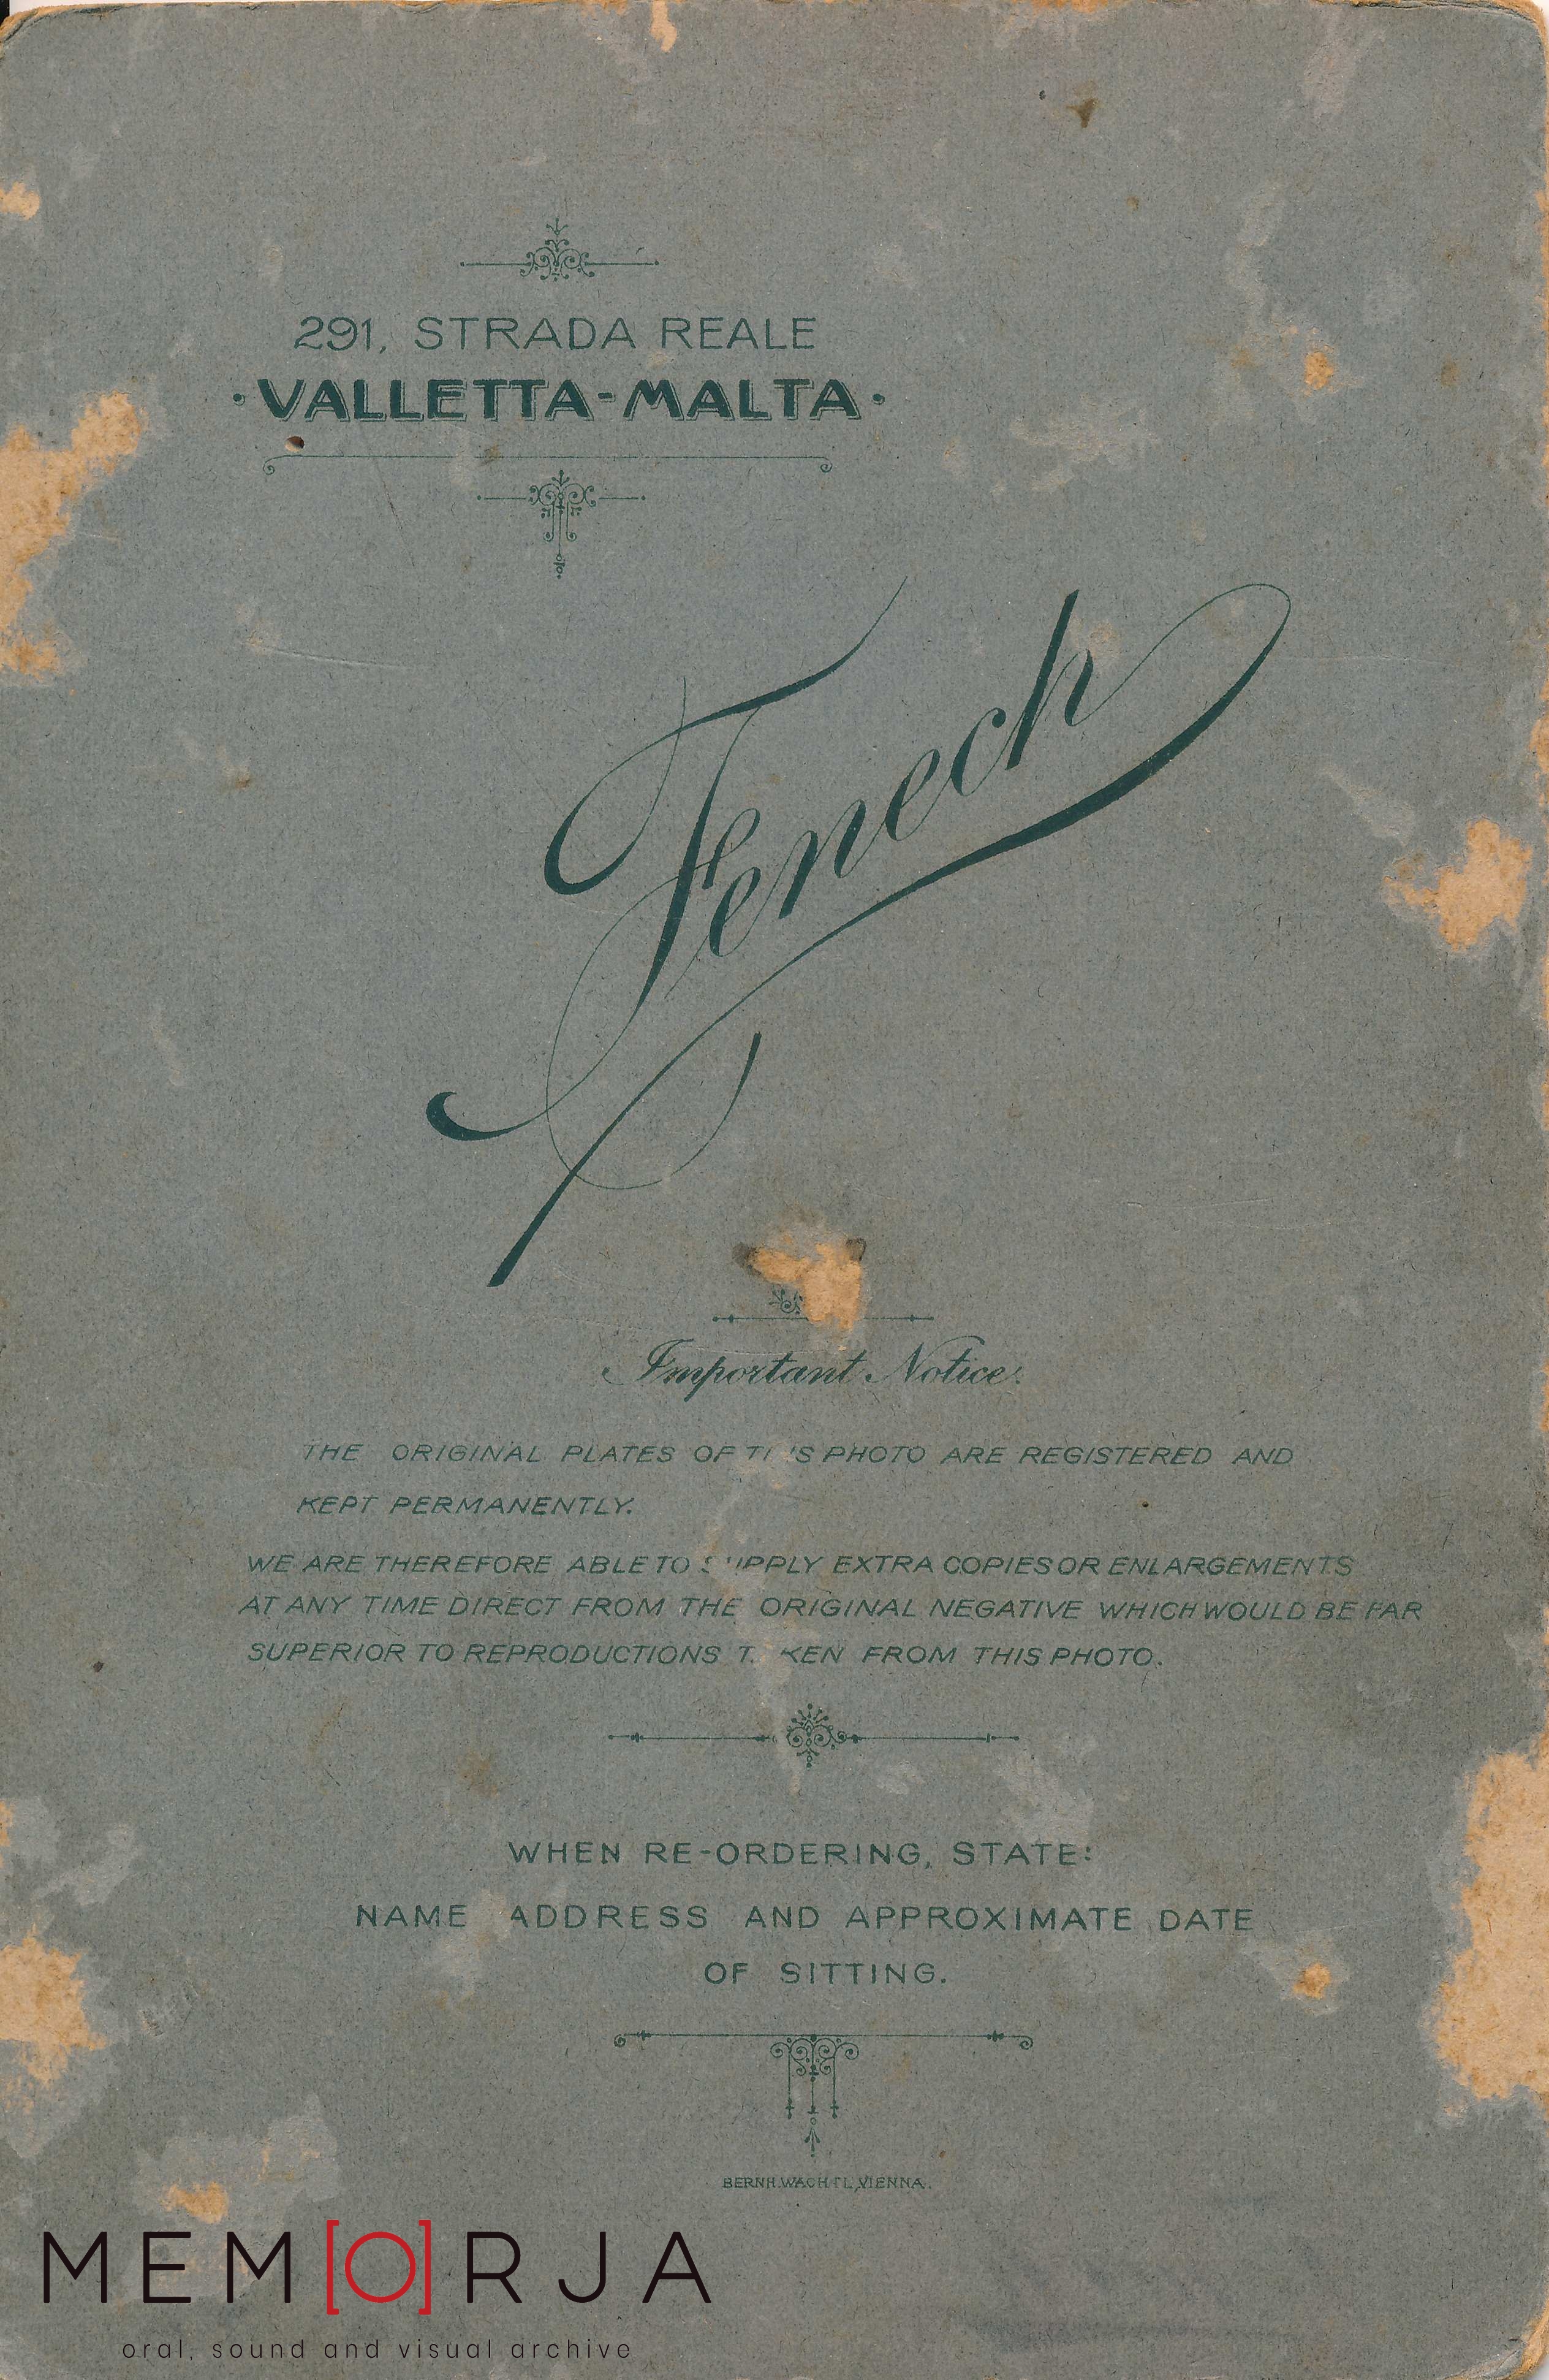 291, STRADA REALE
·VALLETTA-MALTA·
Fenech
Important Notice.
THE ORIGINAL PLATES OF THIS PHOTO ARE REGISTERED AND
KEPT PERMANENTLY.
WE ARE THEREFORE ABLE TO SUPPLY EXTRA COPIES OR ENLARGEMENTS
AT ANY TIME DIRECT FROM THE ORIGINAL NEGATIVE WHICH WOULD BE FAR
SUPERIOR TO REPRODUCTIONS TAKEN FROM THIS PHOTO.
WHEN RE-ORDERING, STATE:
NAME ADDRESS AND APPROXIMATE DATE
OF SITTING.
BERNH. WACHTL, VIENNA.
MEM[O]RJA
oral, sound and visual archive